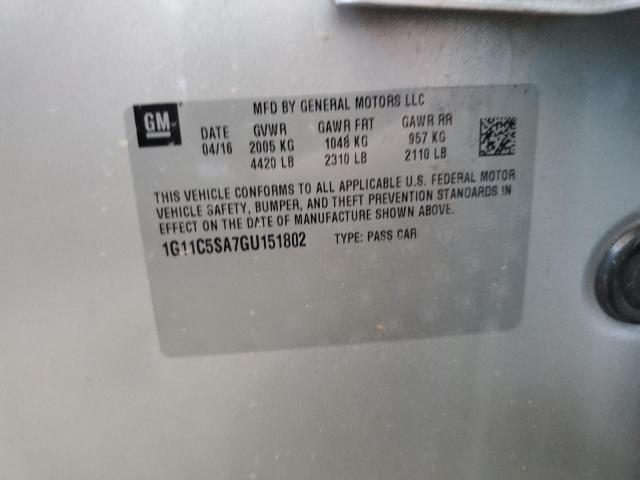 GM
MFD BY GENERAL MOTORS LLC
DATE GVWR GAWR FRT GAWR RR
04/16 2005 KG 1048 KG 957 KG
4420 LB 2310 LB 2110 LB
THIS VEHICLE CONFORMS TO ALL APPLICABLE U.S. FEDERAL MOTOR
VEHICLE SAFETY, BUMPER, AND THEFT PREVENTION STANDARDS IN
EFFECT ON THE DATE OF MANUFACTURE SHOWN ABOVE.
1G11C5SA7GU151802 TYPE: PASS CAR